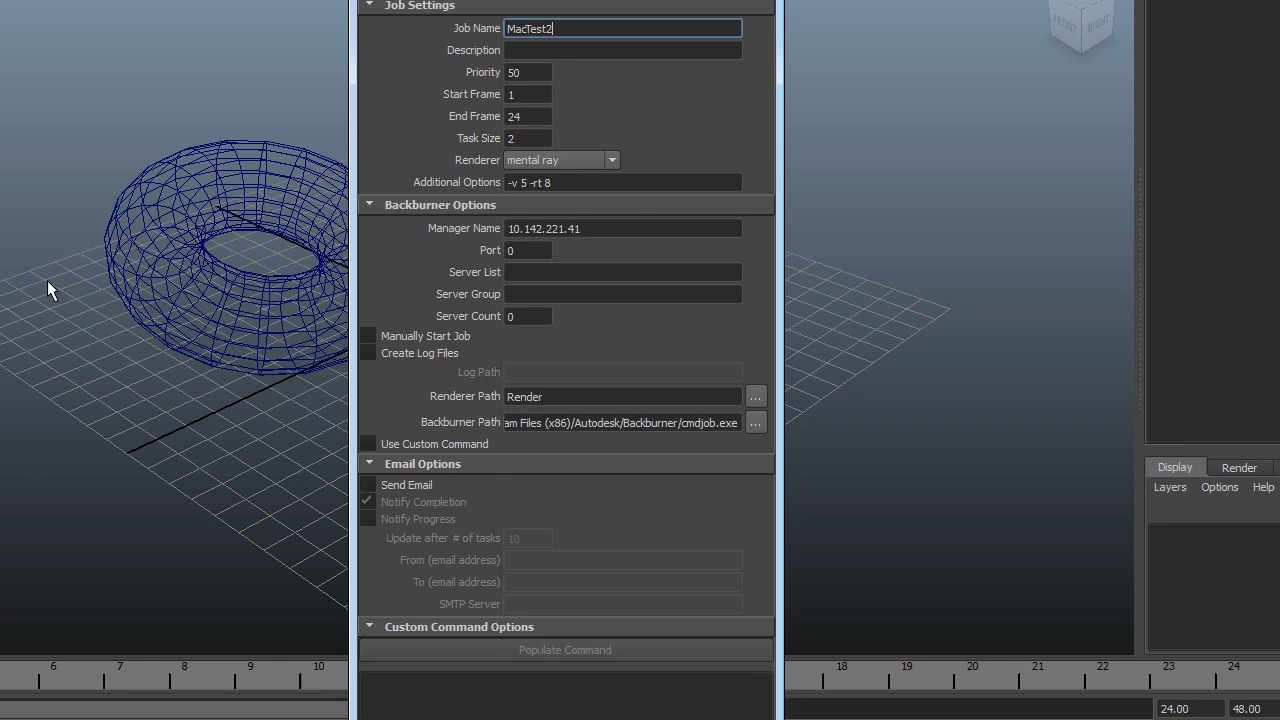 Job Settings
Job Name MacTest2
Description
Priority 50
Start Frame 1
End Frame 24
Task Size 2
Renderer mental ray
Additional Options -v 5 -rt 8
Backburner Options
Manager Name 10.142.221.41
Port 0
Server List
Server Group
Server Count 0
Manually Start Job
Create Log Files
Log Path
Renderer Path Render ...
Backburner Path am Files (x86)/Autodesk/Backburner/cmdjob.exe ...
Use Custom Command
Email Options
Send Email
Notify Completion
Notify Progress
Update after # of tasks 10
From (email address)
To (email address)
SMTP Server
Custom Command Options
Populate Command
FRONT RIGHT
Display Render
Layers Options Help
6 7 8 9 10 18 19 20 21 22 23 24
24.00 48.00